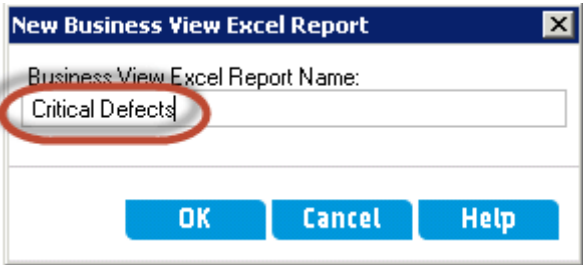 New Business View Excel Report
Business View Excel Report Name:
Critical Defects
OK Cancel Help